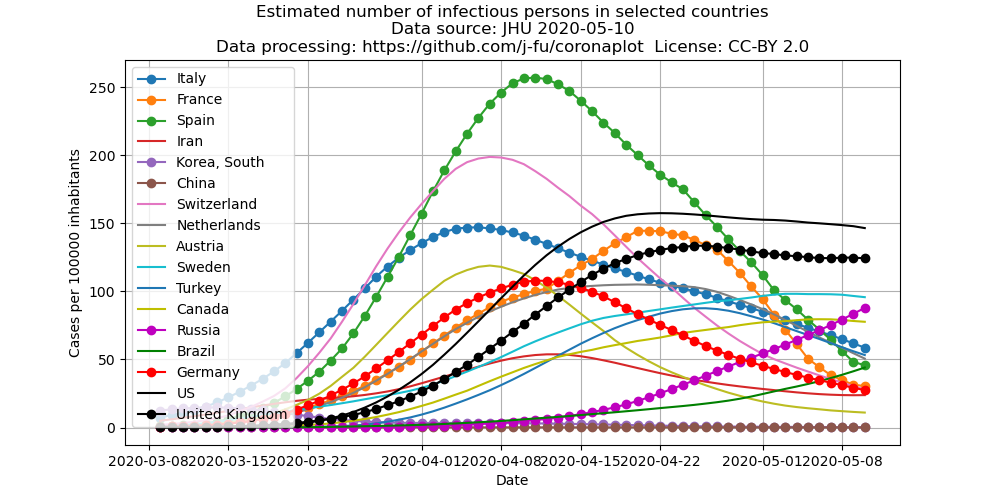 Estimated number of infectious persons in selected countries
Data source: JHU 2020-05-10
Data processing: https://github.com/j-fu/coronaplot  License: CC-BY 2.0
250
200
150
100
50
0
Cases per 100000 inhabitants
Italy
France
Spain
Iran
Korea, South
China
Switzerland
Netherlands
Austria
Sweden
Turkey
Canada
Russia
Brazil
Germany
US
United Kingdom
2020-03-08 2020-03-15 2020-03-22 2020-04-01 2020-04-08 2020-04-15 2020-04-22 2020-05-01 2020-05-08
Date